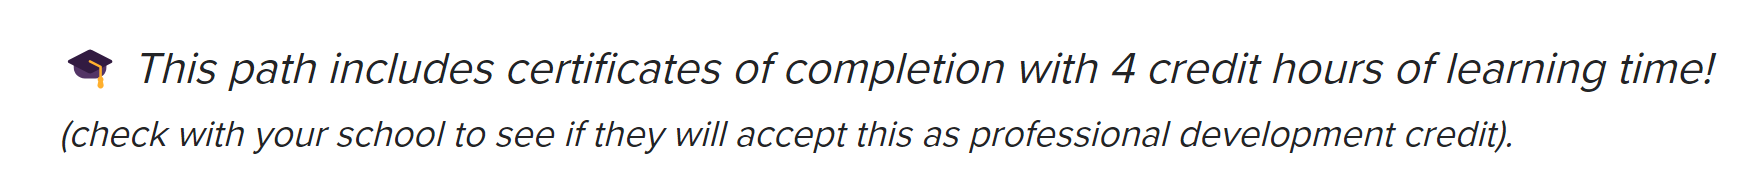 This path includes certificates of completion with 4 credit hours of learning time!
(check with your school to see if they will accept this as professional development credit).